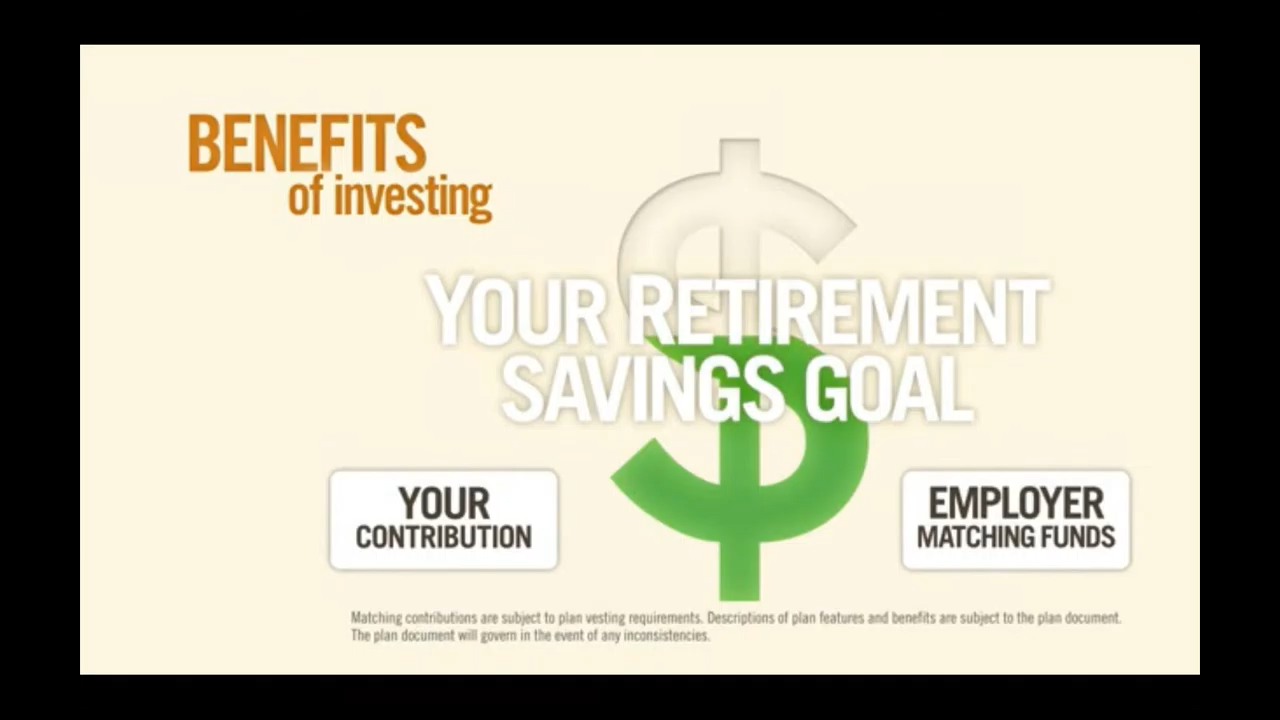 BENEFITS
of investing
YOUR RETIREMENT
SAVINGS GOAL
YOUR
CONTRIBUTION
EMPLOYER
MATCHING FUNDS
Matching contributions are subject to plan vesting requirements. Descriptions of plan features and benefits are subject to the plan document.
The plan document will govern in the event of any inconsistencies.